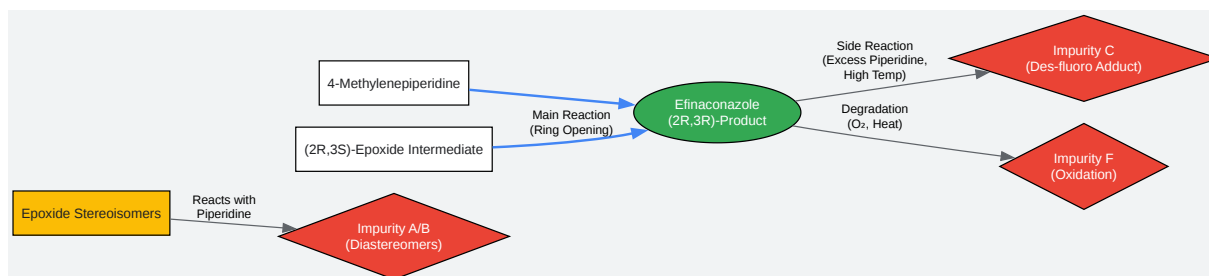 4-Methylenepiperidine
(2R,3S)-Epoxide Intermediate
Main Reaction
(Ring Opening)
Efinaconazole
(2R,3R)-Product
Side Reaction
(Excess Piperidine,
High Temp)
Impurity C
(Des-fluoro Adduct)
Degradation
(O₂, Heat)
Impurity F
(Oxidation)
Epoxide Stereoisomers
Reacts with
Piperidine
Impurity A/B
(Diastereomers)